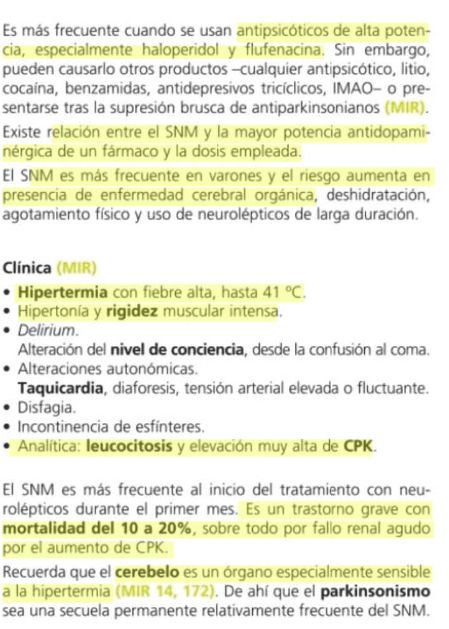 Es más frecuente cuando se usan antipsicóticos de alta poten-
cia, especialmente haloperidol y flufenacina. Sin embargo,
pueden causarlo otros productos –cualquier antipsicótico, litio,
cocaína, benzamidas, antidepresivos tricíclicos, IMAO– o pre-
sentarse tras la supresión brusca de antiparkinsonianos (MIR).
Existe relación entre el SNM y la mayor potencia antidopami-
nérgica de un fármaco y la dosis empleada.
El SNM es más frecuente en varones y el riesgo aumenta en
presencia de enfermedad cerebral orgánica, deshidratación,
agotamiento físico y uso de neurolépticos de larga duración.
Clínica (MIR)
• Hipertermia con fiebre alta, hasta 41 ºC.
• Hipertonía y rigidez muscular intensa.
• Delirium.
Alteración del nivel de conciencia, desde la confusión al coma.
• Alteraciones autonómicas.
Taquicardia, diaforesis, tensión arterial elevada o fluctuante.
• Disfagia.
• Incontinencia de esfínteres.
• Analítica: leucocitosis y elevación muy alta de CPK.
El SNM es más frecuente al inicio del tratamiento con neu-
rolépticos durante el primer mes. Es un trastorno grave con
mortalidad del 10 a 20%, sobre todo por fallo renal agudo
por el aumento de CPK.
Recuerda que el cerebelo es un órgano especialmente sensible
a la hipertermia (MIR 14, 172). De ahí que el parkinsonismo
sea una secuela permanente relativamente frecuente del SNM.